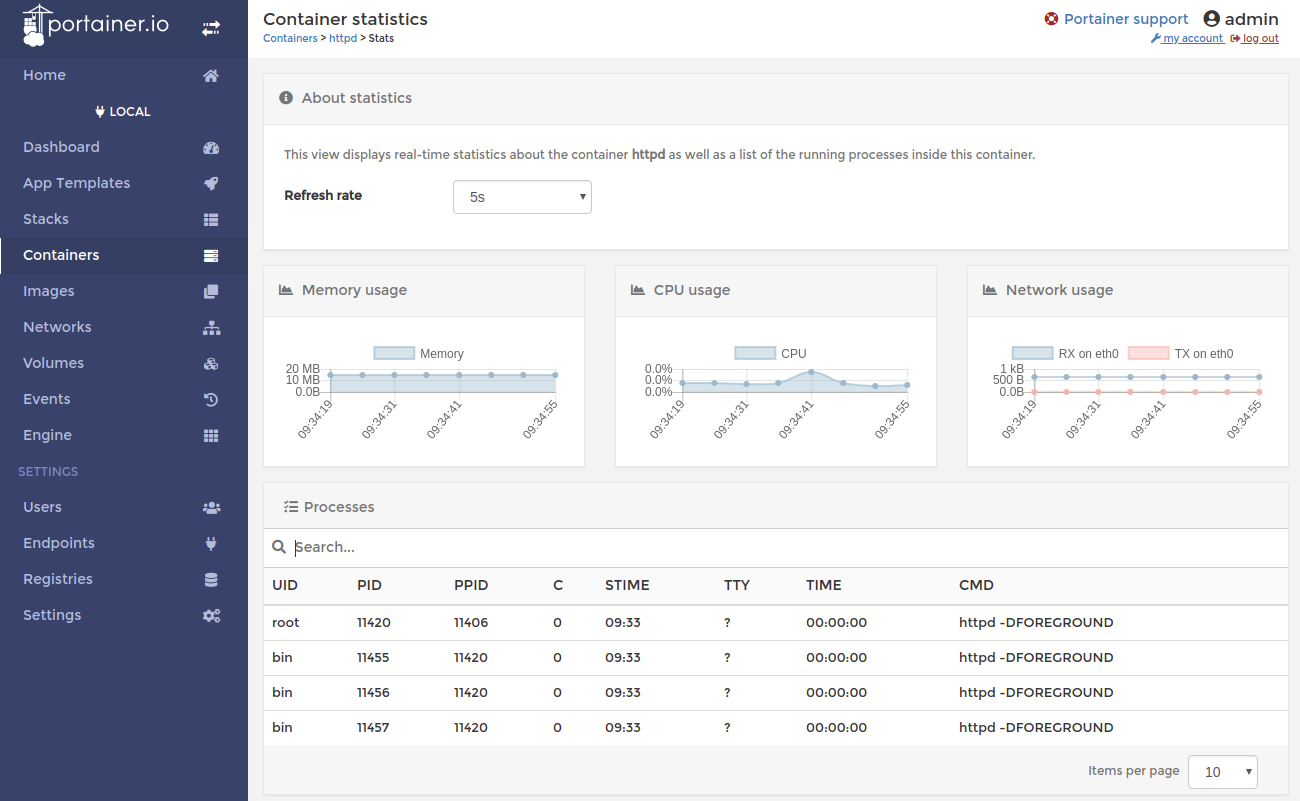 portainer.io
Home
LOCAL
Dashboard
App Templates
Stacks
Containers
Images
Networks
Volumes
Events
Engine
SETTINGS
Users
Endpoints
Registries
Settings
Container statistics
Containers > httpd > Stats
Portainer support admin
my account log out
About statistics
This view displays real-time statistics about the container httpd as well as a list of the running processes inside this container.
Refresh rate 5s
Memory usage
Memory
20 MB
10 MB
0.0B
09:34:19 09:34:31 09:34:41 09:34:55
CPU usage
CPU
0.0%
0.0%
0.0%
09:34:19 09:34:31 09:34:41 09:34:55
Network usage
RX on eth0 TX on eth0
1 kB
500 B
0.0B
09:34:19 09:34:31 09:34:41 09:34:55
Processes
Search...
UID PID PPID C STIME TTY TIME CMD
root 11420 11406 0 09:33 ? 00:00:00 httpd -DFOREGROUND
bin 11455 11420 0 09:33 ? 00:00:00 httpd -DFOREGROUND
bin 11456 11420 0 09:33 ? 00:00:00 httpd -DFOREGROUND
bin 11457 11420 0 09:33 ? 00:00:00 httpd -DFOREGROUND
Items per page 10